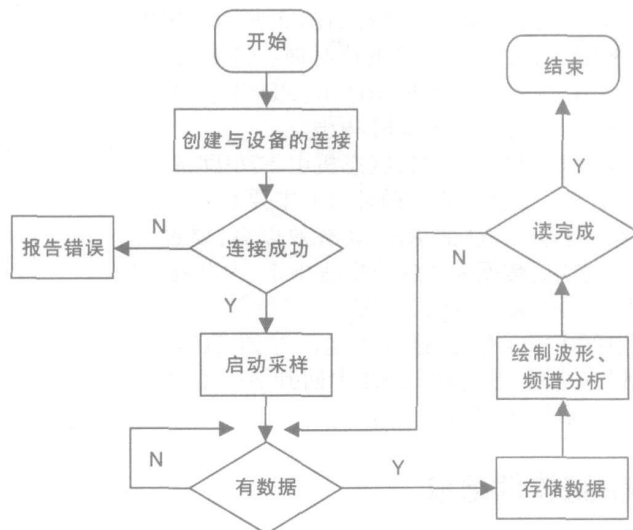 开始
创建与设备的连接
连接成功
N
报告错误
Y
启动采样
有数据
N
Y
存储数据
绘制波形、
频谱分析
读完成
N
Y
结束